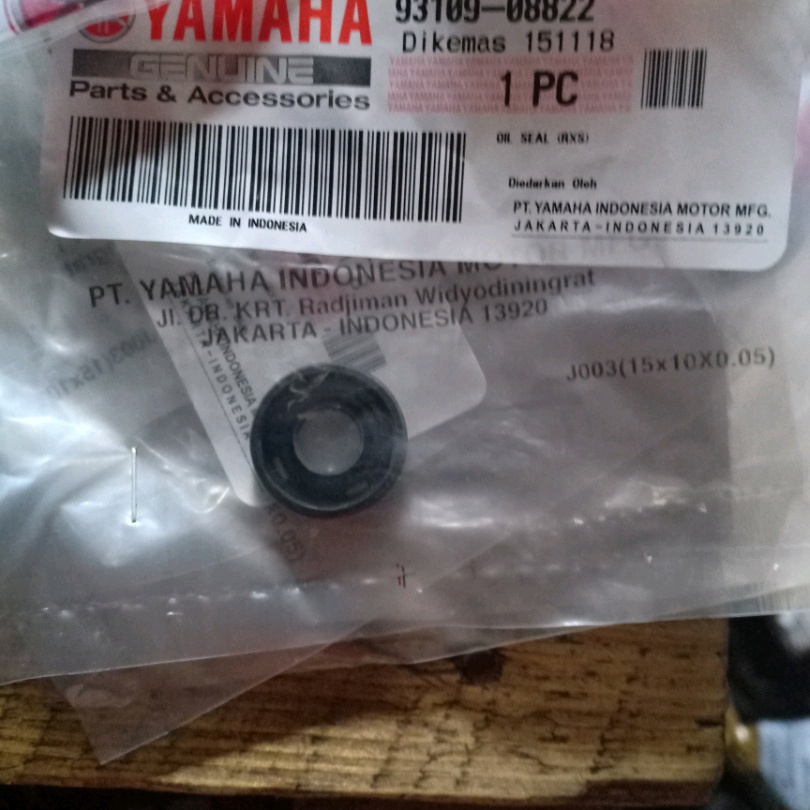 YAMAHA
93109-08822
Dikemas 151118
GENUINE
Parts & Accessories
1 PC
OIL SEAL (RXS)
Diedarkan Oleh
MADE IN INDONESIA
PT. YAMAHA INDONESIA MOTOR MFG.
JAKARTA-INDONESIA 13920
PT. YAMAHA INDONESIA MOTOR MFG.
Jl. DR. KRT. Radjiman Widyodiningrat
JAKARTA - INDONESIA 13920
J003(15x10X0.05)